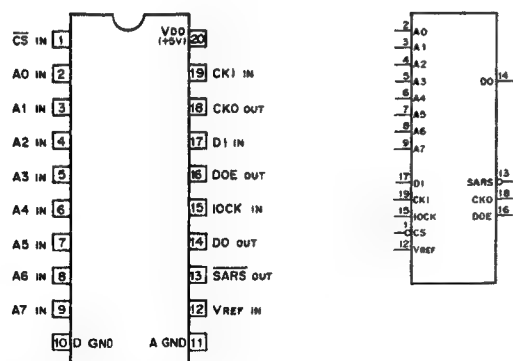 CS IN 1
VDD (+5V) 20
A0 IN 2
19 CKI IN
A1 IN 3
18 CKO OUT
A2 IN 4
17 DI IN
A3 IN 5
16 DOE OUT
A4 IN 6
15 IOCK IN
A5 IN 7
14 DO OUT
A6 IN 8
13 SARS OUT
A7 IN 9
12 VREF IN
10 D GND
A GND 11
2 A0
3 A1
4 A2
5 A3
6 A4
7 A5
8 A6
9 A7
17 DI
19 CKI
15 IOCK
1 CS
12 VREF
DO 14
SARS 13
CKO 18
DOE 16